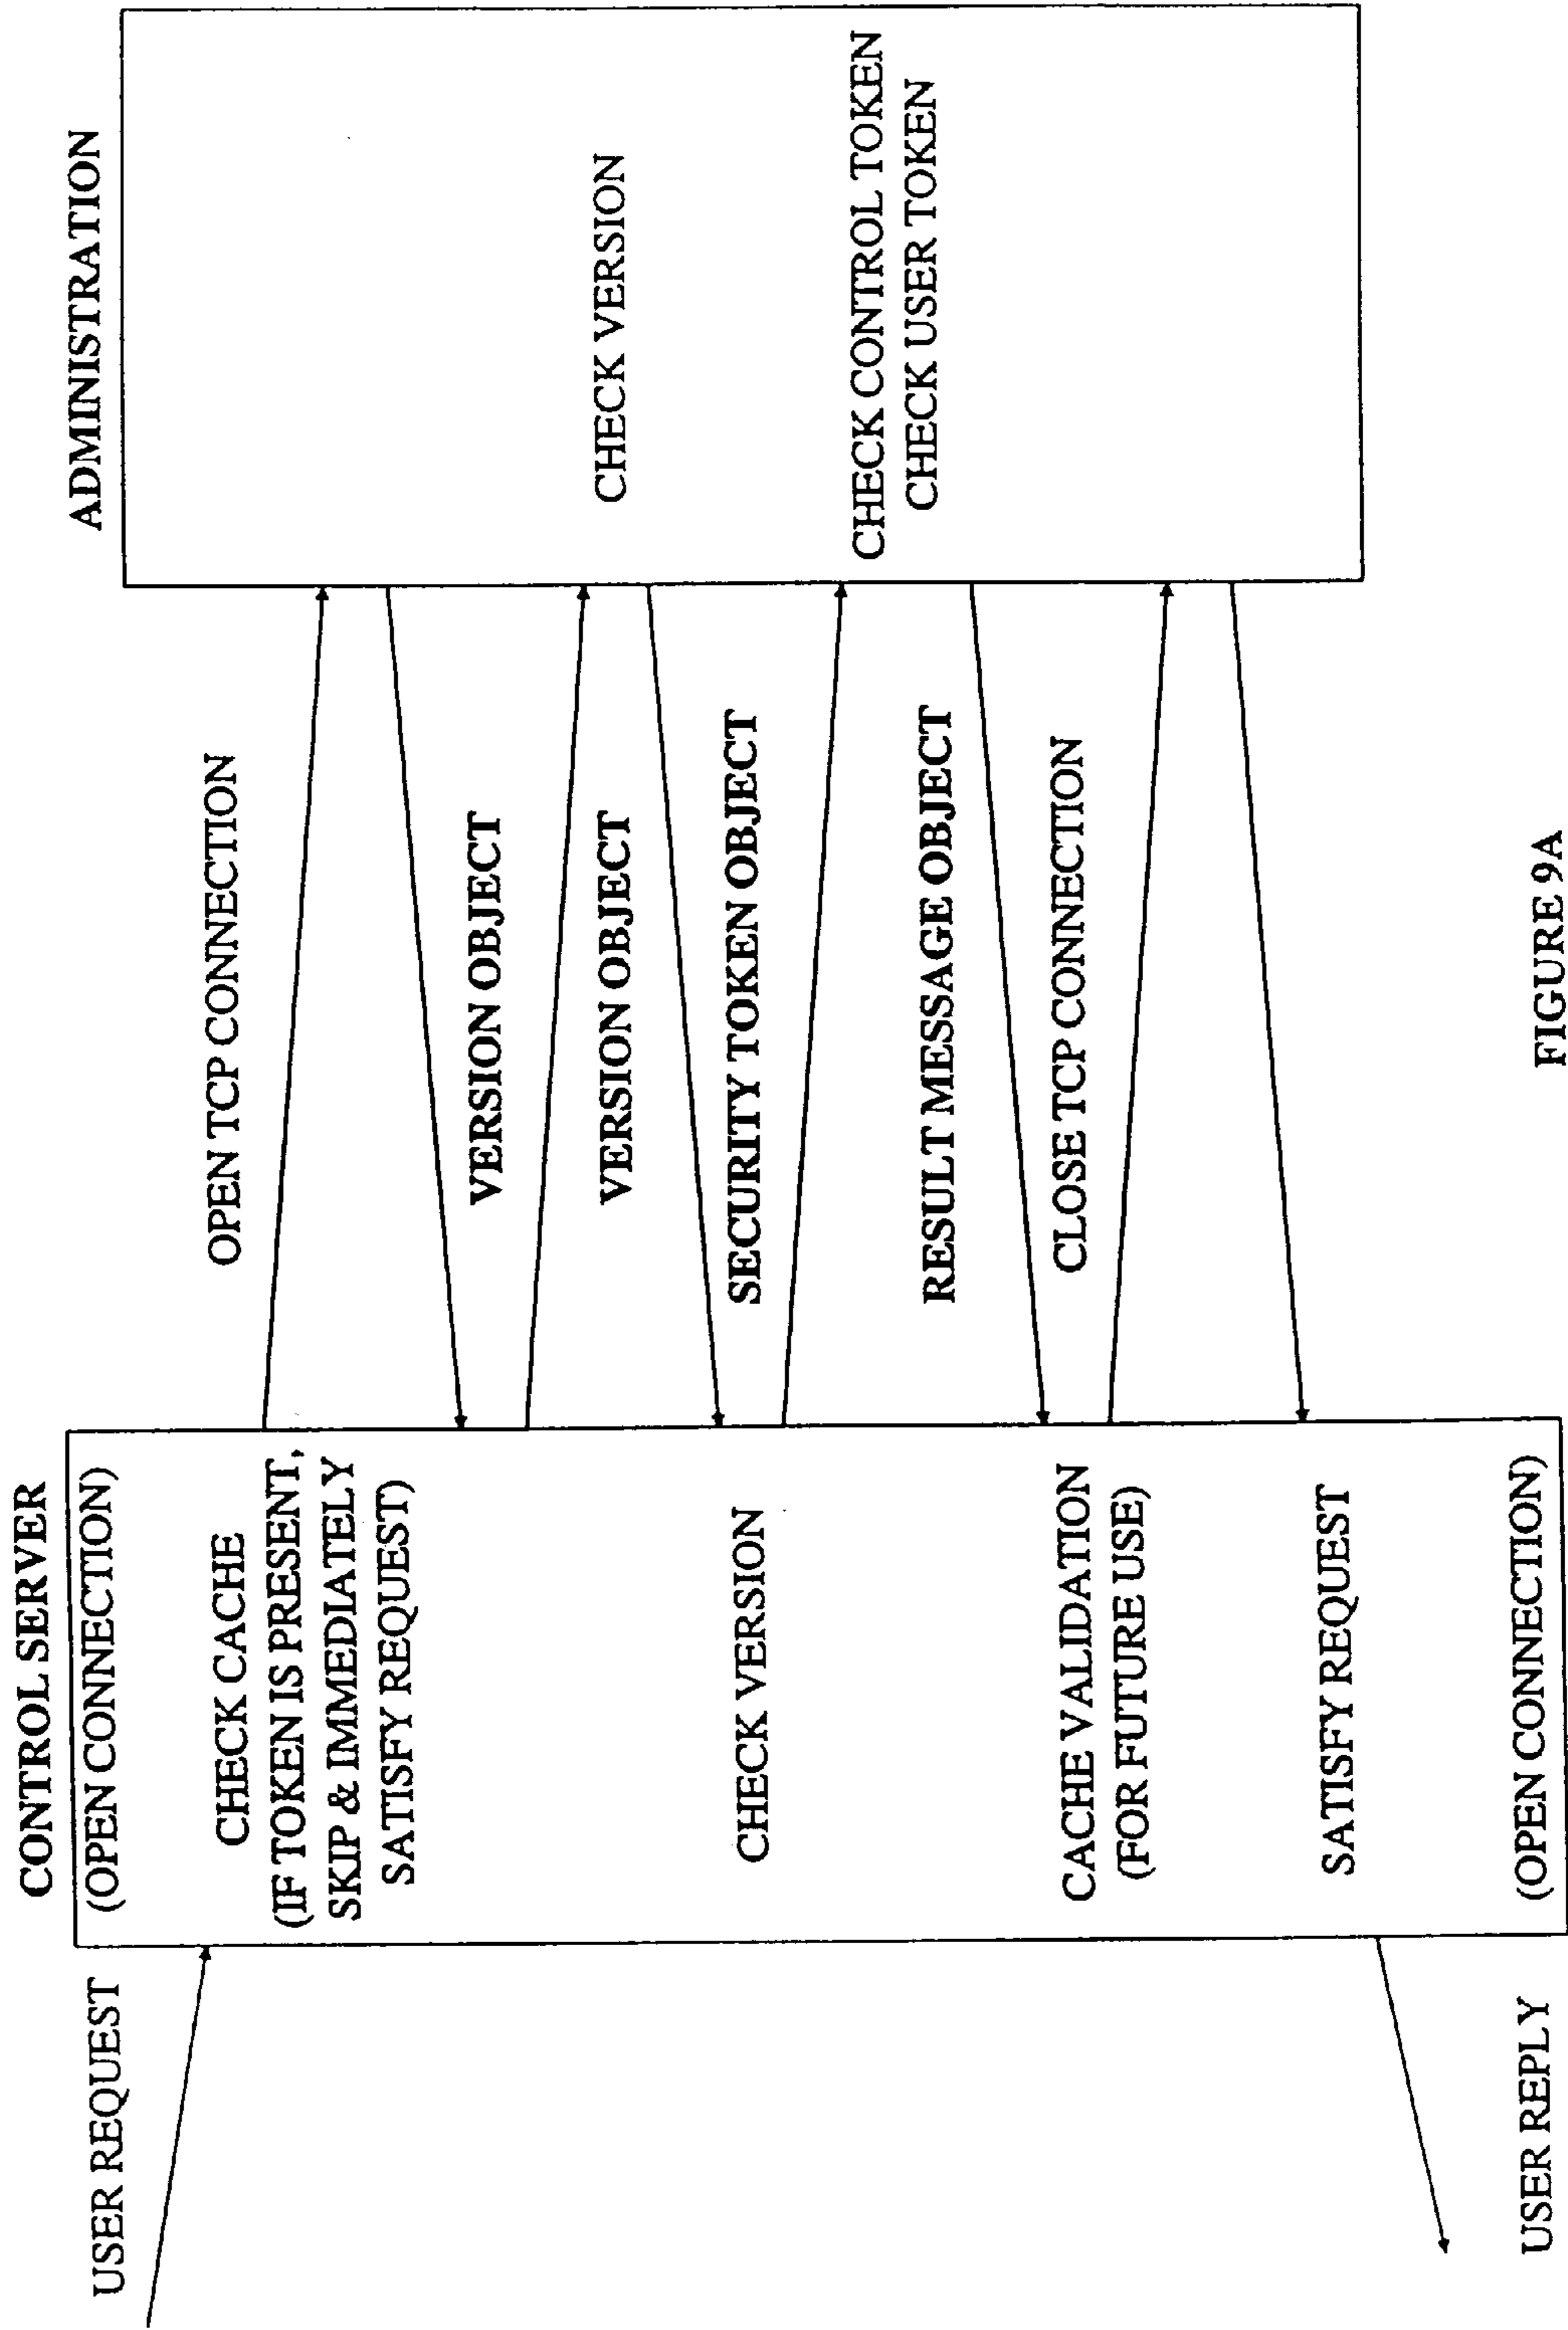 CONTROL SERVER
ADMINISTRATION
USER REQUEST
(OPEN CONNECTION)
CHECK CACHE
(IF TOKEN IS PRESENT,
SKIP & IMMEDIATELY
SATISFY REQUEST)
OPEN TCP CONNECTION
VERSION OBJECT
VERSION OBJECT
CHECK VERSION
CHECK VERSION
SECURITY TOKEN OBJECT
CHECK CONTROL TOKEN
CHECK USER TOKEN
RESULT MESSAGE OBJECT
CACHE VALIDATION
(FOR FUTURE USE)
CLOSE TCP CONNECTION
SATISFY REQUEST
(OPEN CONNECTION)
USER REPLY
FIGURE 9A